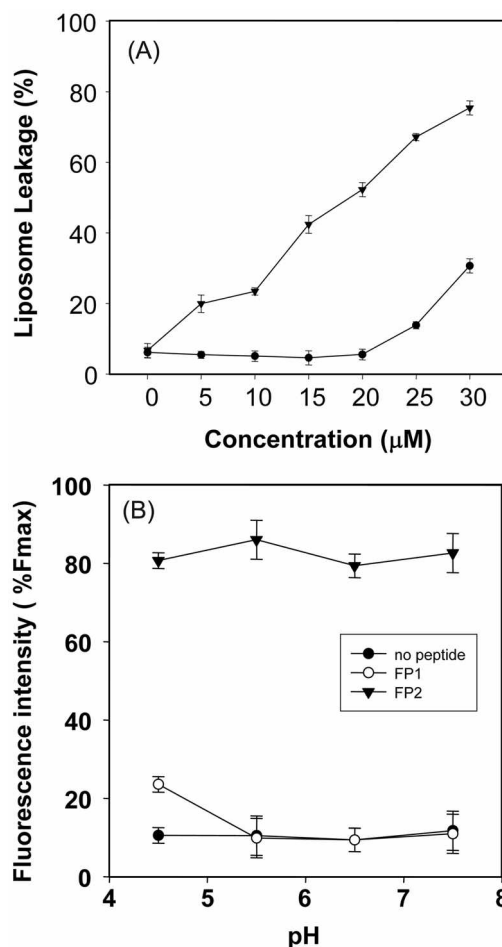 100
(A)
80
60
40
20
0
Liposome Leakage (%)
0 5 10 15 20 25 30
Concentration (μM)
100
(B)
80
60
40
20
0
Fluorescence intensity ( %Fmax)
no peptide
FP1
FP2
4 5 6 7 8
pH